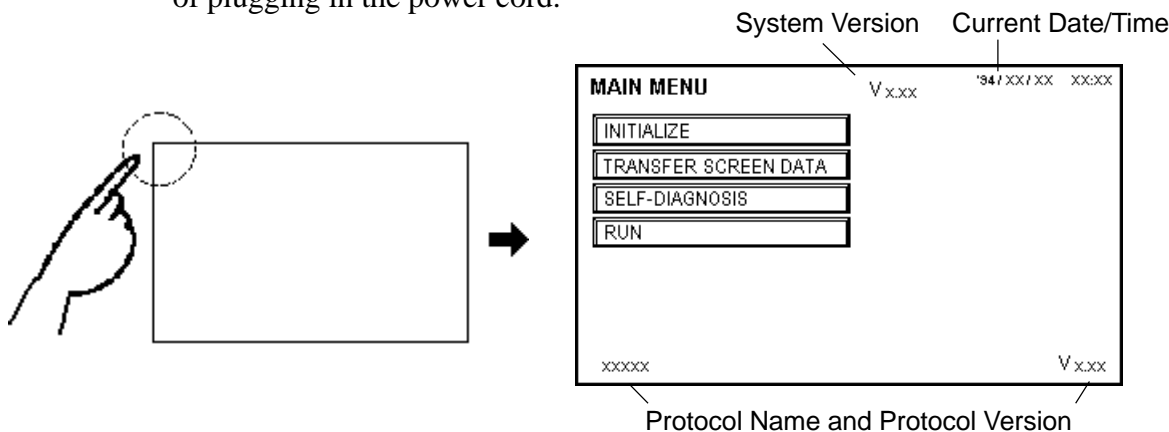 of plugging in the power cord.
System Version Current Date/Time
MAIN MENU V x.xx '94/XX/XX XX:XX
INITIALIZE
TRANSFER SCREEN DATA
SELF-DIAGNOSIS
RUN
xxxxx V x.xx
Protocol Name and Protocol Version